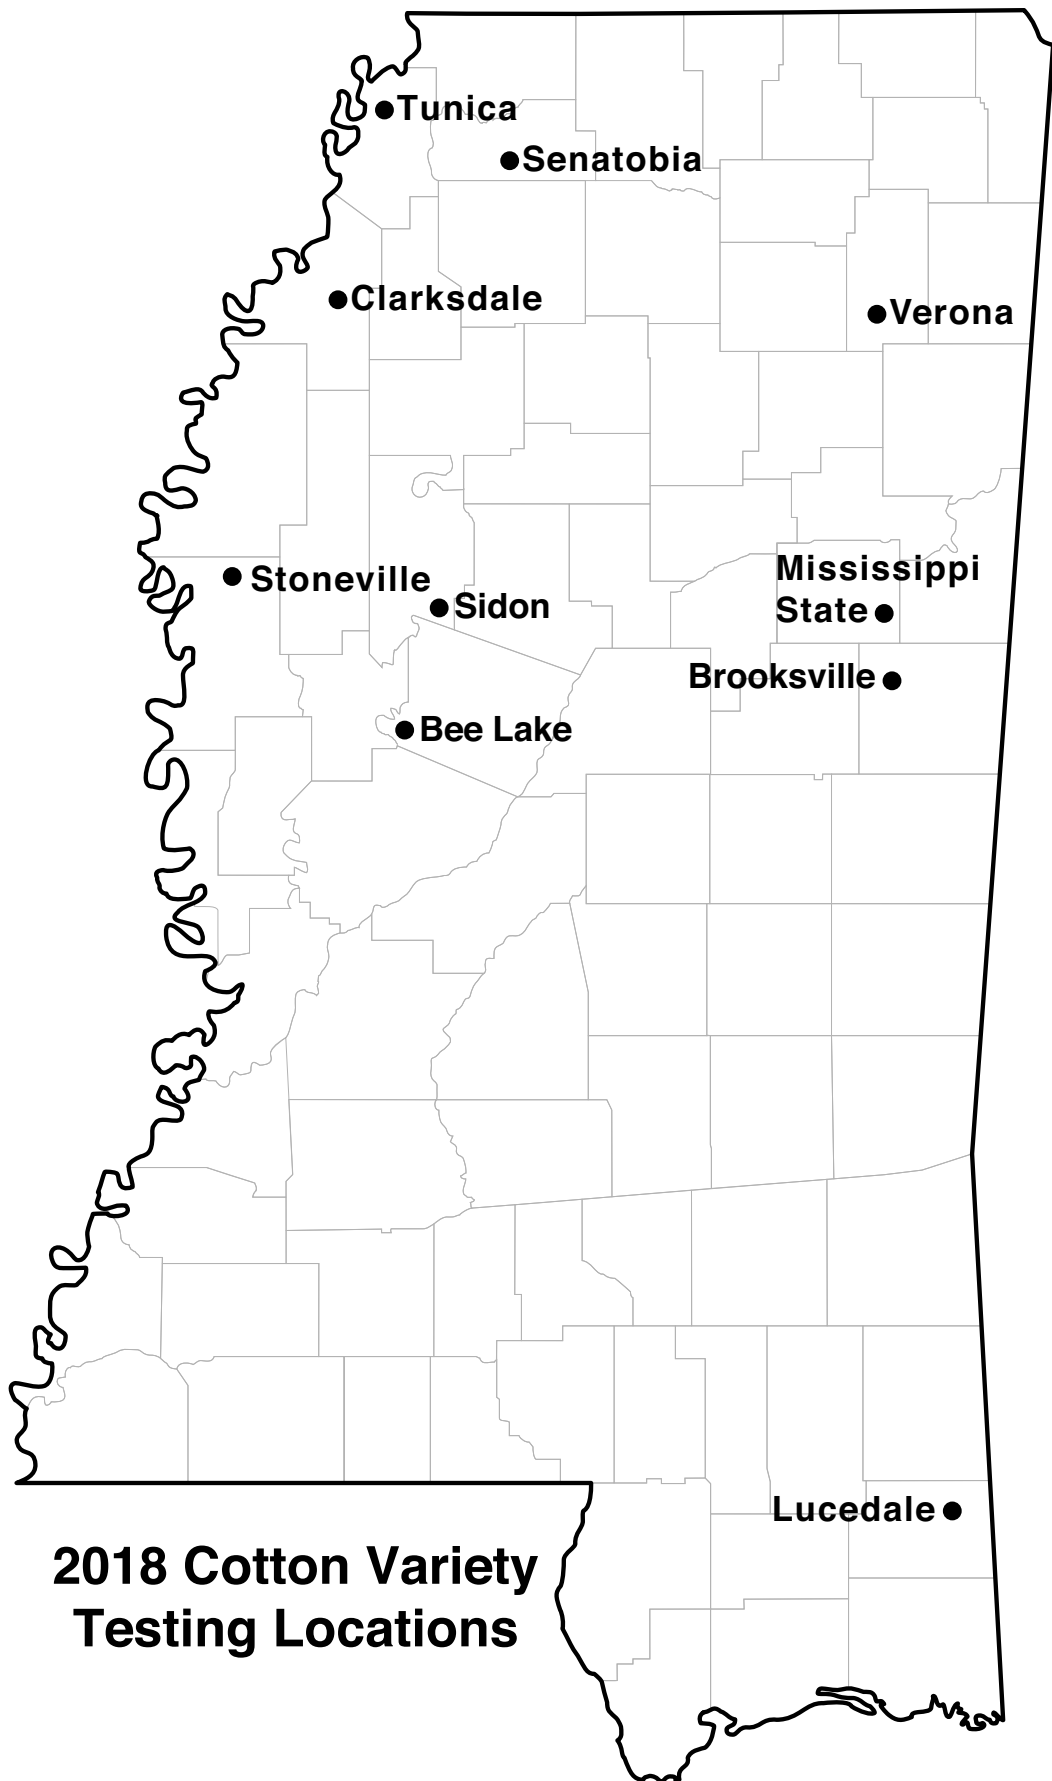 Tunica
Senatobia
Clarksdale
Verona
Mississippi
State
Stoneville
Sidon
Brooksville
Bee Lake
Lucedale
2018 Cotton Variety
Testing Locations